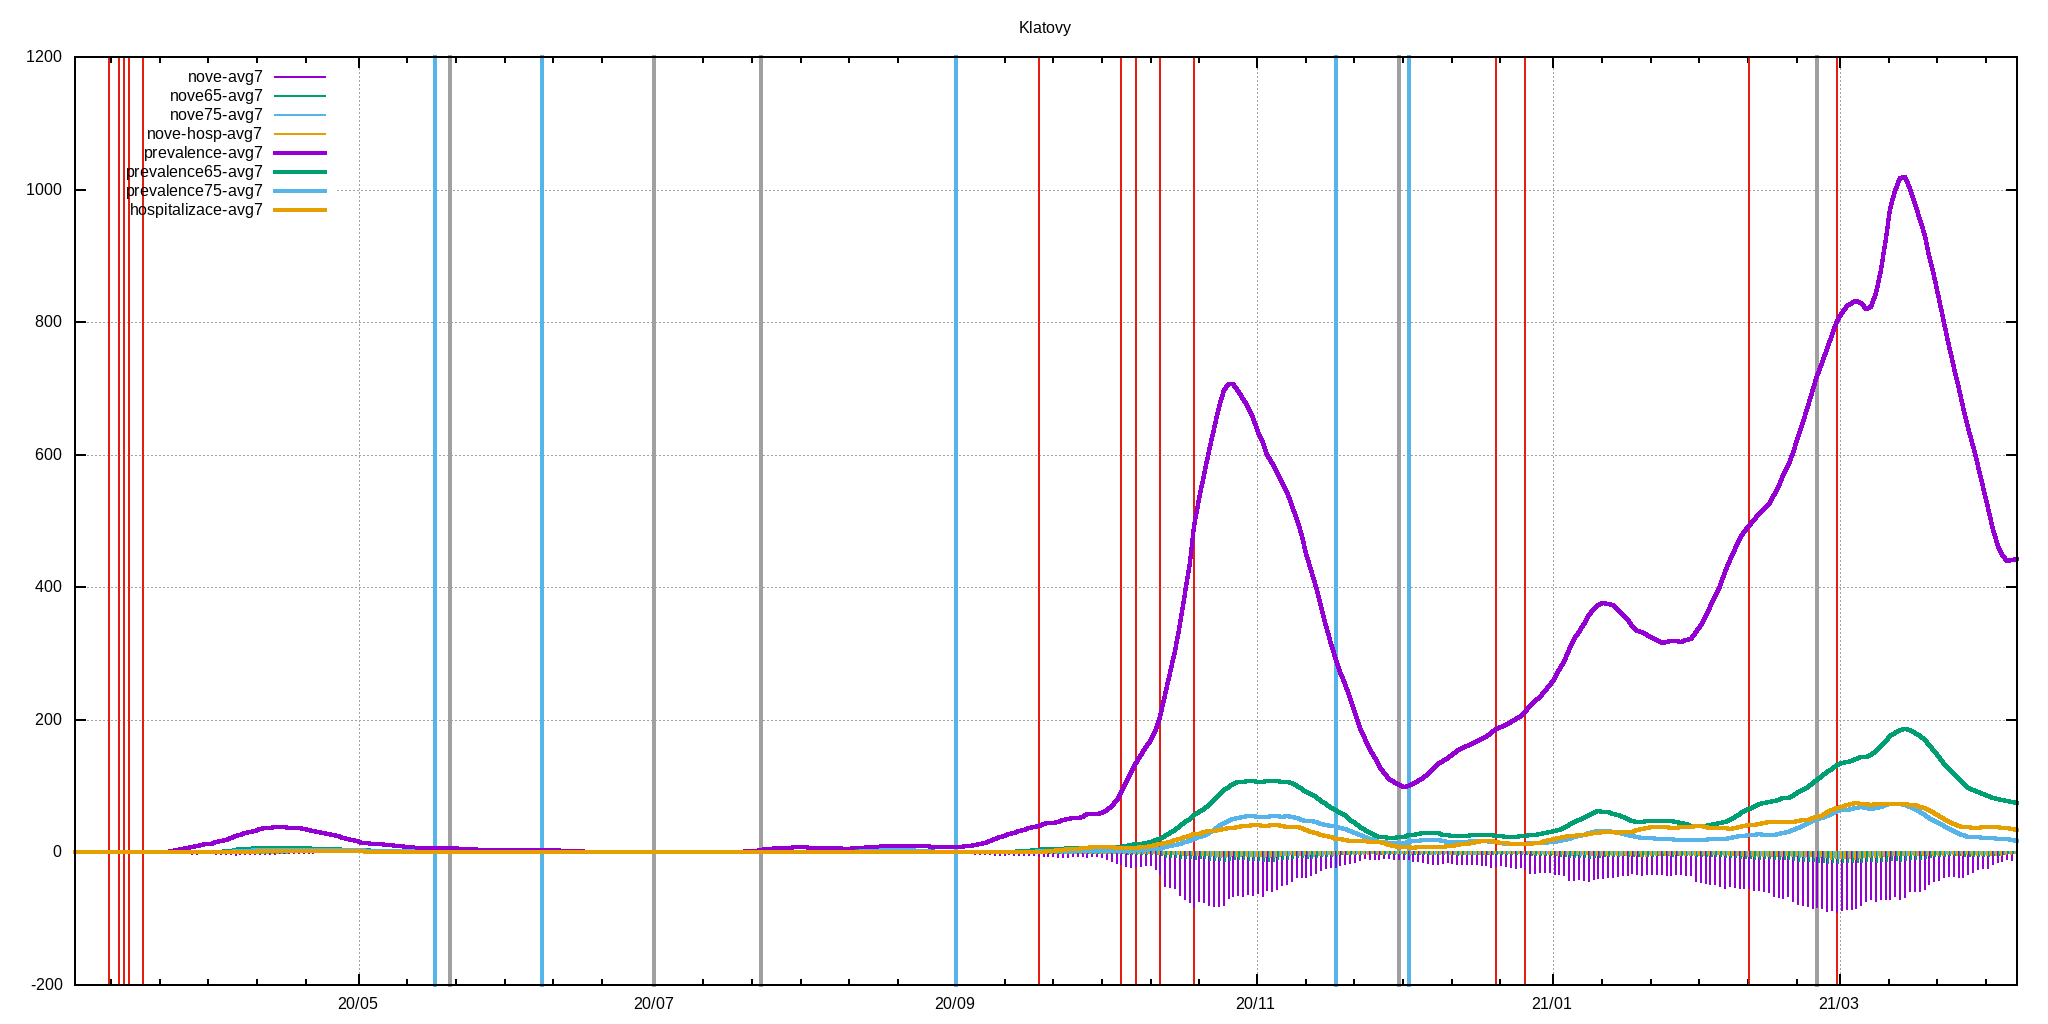 Klatovy
1200
nove-avg7
nove65-avg7
nove75-avg7
nove-hosp-avg7
prevalence-avg7
prevalence65-avg7
prevalence75-avg7
hospitalizace-avg7
1000
800
600
400
200
0
-200
20/05 20/07 20/09 20/11 21/01 21/03